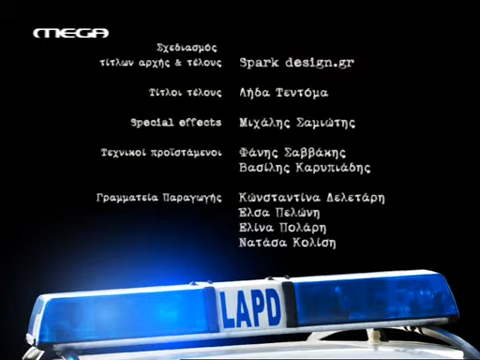 MEGA
Σχεδιασμός
τίτλων αρχής & τέλους Spark design.gr
Τίτλοι τέλους Λήδα Τεντόμα
Special effects Μιχάλης Σαμιώτης
Τεχνικοί προϊστάμενοι Φάνης Σαββάκης
Βασίλης Καρυπιάδης
Γραμματεία Παραγωγής Κώνσταντίνα Δελετάρη
Έλσα Πελώνη
Ελίνα Πολάρη
Νατάσα Κολίση
LAPD